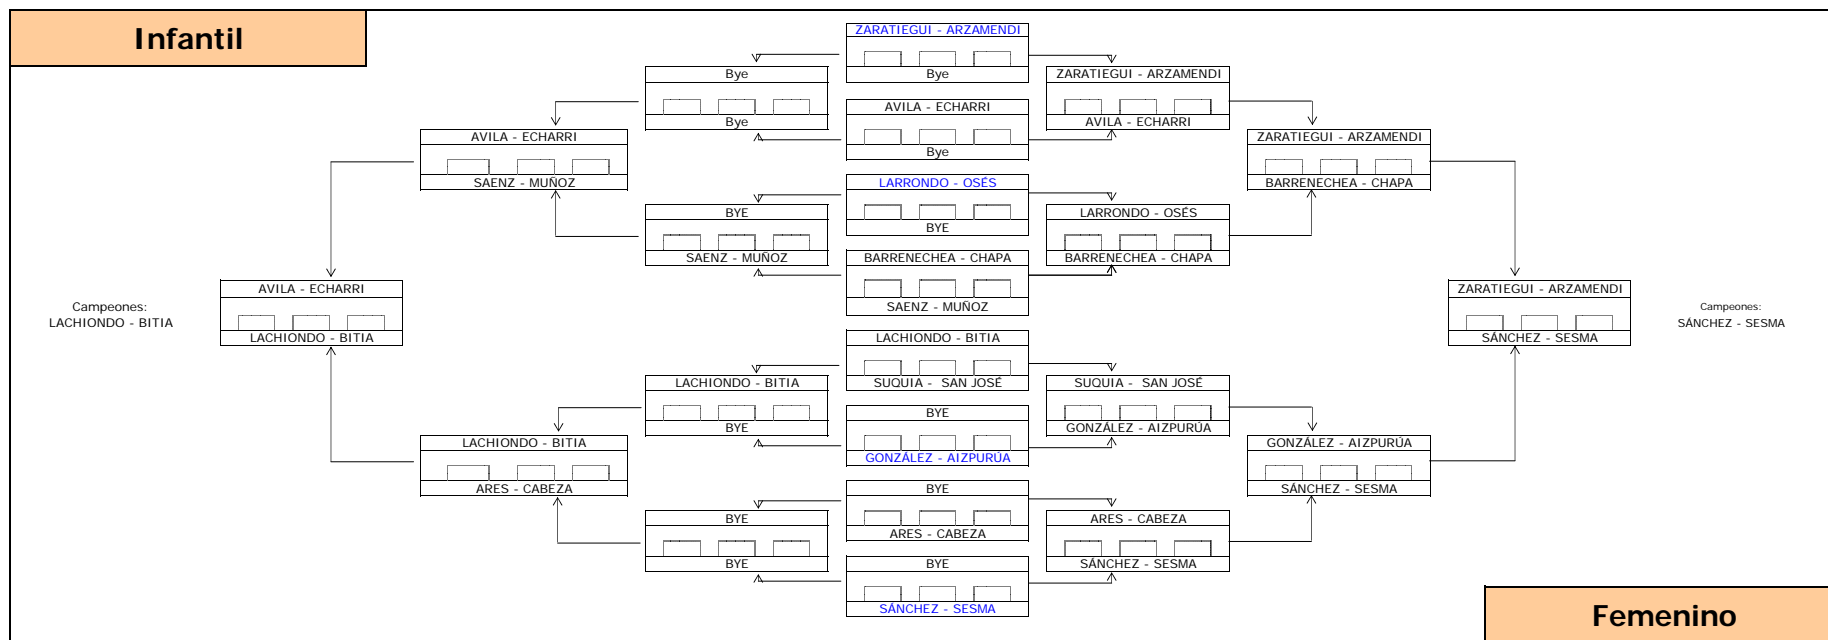 Infantil
ZARATIEGUI - ARZAMENDI
Bye
AVILA - ECHARRI
Bye
LARRONDO - OSÉS
BYE
BARRENECHEA - CHAPA
SAENZ - MUÑOZ
LACHIONDO - BITIA
SUQUIA - SAN JOSÉ
BYE
GONZÁLEZ - AIZPURÚA
BYE
ARES - CABEZA
BYE
SÁNCHEZ - SESMA
Bye
Bye
BYE
SAENZ - MUÑOZ
LACHIONDO - BITIA
BYE
BYE
BYE
AVILA - ECHARRI
SAENZ - MUÑOZ
LACHIONDO - BITIA
ARES - CABEZA
AVILA - ECHARRI
LACHIONDO - BITIA
Campeones:
LACHIONDO - BITIA
ZARATIEGUI - ARZAMENDI
AVILA - ECHARRI
LARRONDO - OSÉS
BARRENECHEA - CHAPA
SUQUIA - SAN JOSÉ
GONZÁLEZ - AIZPURÚA
ARES - CABEZA
SÁNCHEZ - SESMA
ZARATIEGUI - ARZAMENDI
BARRENECHEA - CHAPA
GONZÁLEZ - AIZPURÚA
SÁNCHEZ - SESMA
ZARATIEGUI - ARZAMENDI
SÁNCHEZ - SESMA
Campeones:
SÁNCHEZ - SESMA
Femenino